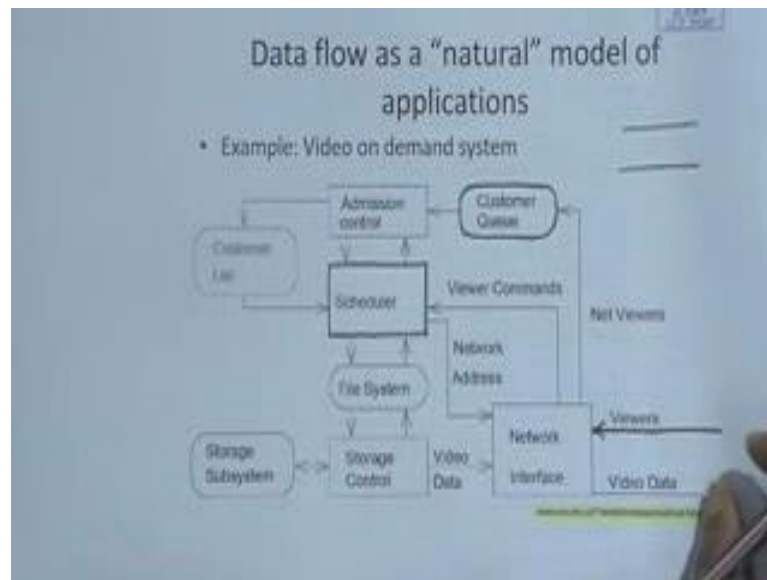 Data flow as a "natural" model of
applications
• Example: Video on demand system
Admission
control
Customer
Queue
Customer
List
Scheduler
Viewer Commands
Net Viewers
Network
Address
File System
Viewers
Network
Interface
Storage
Subsystem
Storage
Control
Video
Data
Video Data